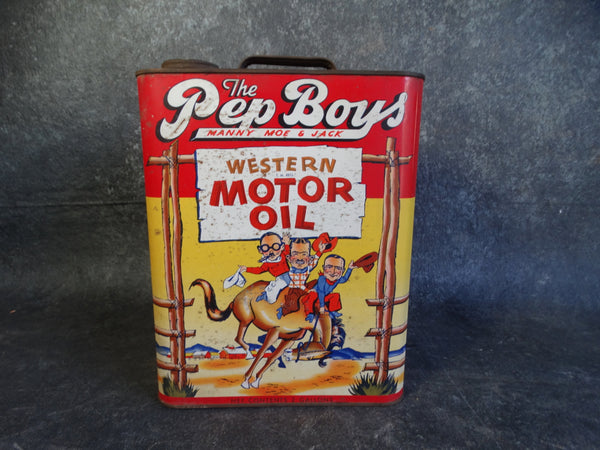 The
Pep Boys
MANNY MOE & JACK
WESTERN
MOTOR
OIL
NET CONTENTS 2 GALLONS